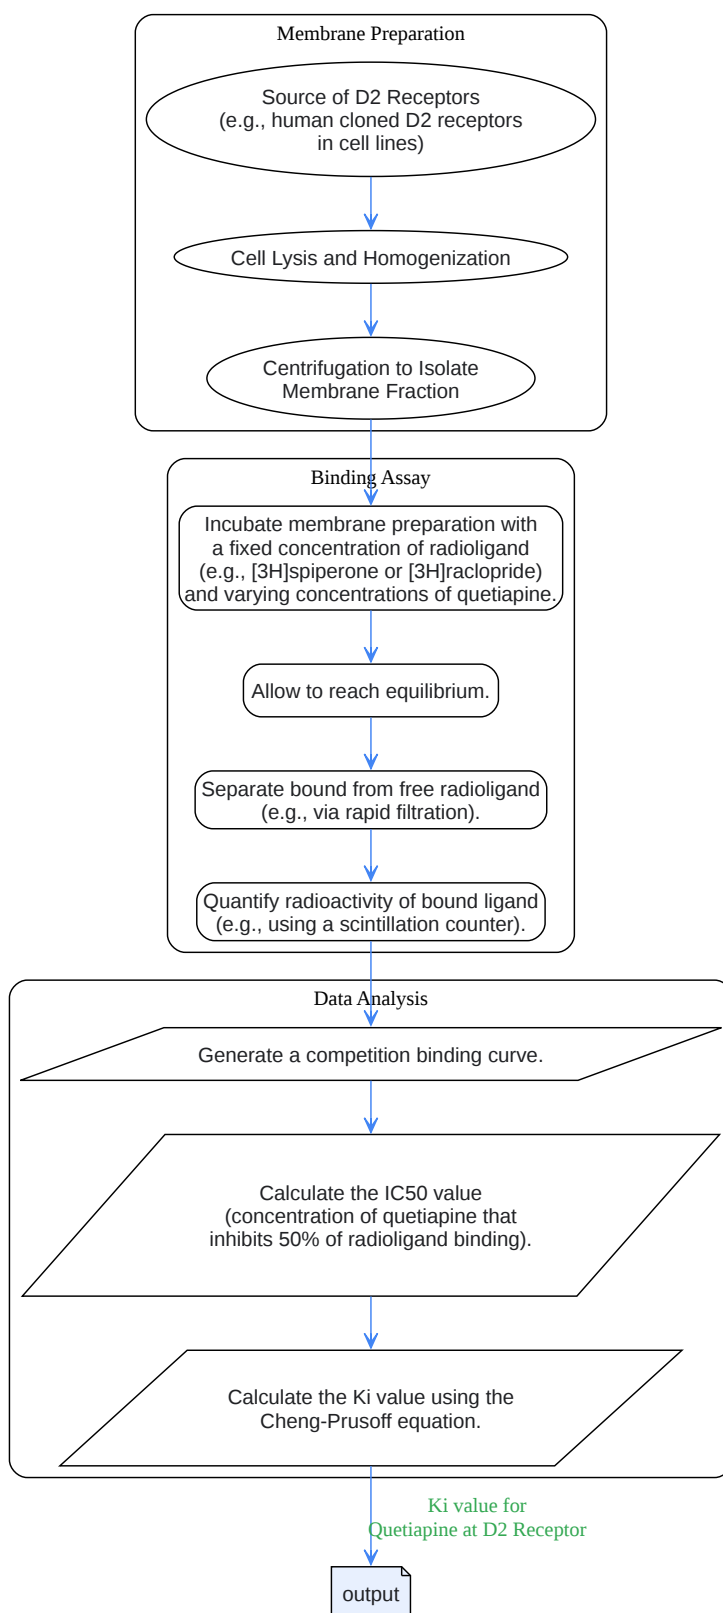 Membrane Preparation
Source of D2 Receptors
(e.g., human cloned D2 receptors
in cell lines)
Cell Lysis and Homogenization
Centrifugation to Isolate
Membrane Fraction
Binding Assay
Incubate membrane preparation with
a fixed concentration of radioligand
(e.g., [3H]spiperone or [3H]raclopride)
and varying concentrations of quetiapine.
Allow to reach equilibrium.
Separate bound from free radioligand
(e.g., via rapid filtration).
Quantify radioactivity of bound ligand
(e.g., using a scintillation counter).
Data Analysis
Generate a competition binding curve.
Calculate the IC50 value
(concentration of quetiapine that
inhibits 50% of radioligand binding).
Calculate the Ki value using the
Cheng-Prusoff equation.
Ki value for
Quetiapine at D2 Receptor
output